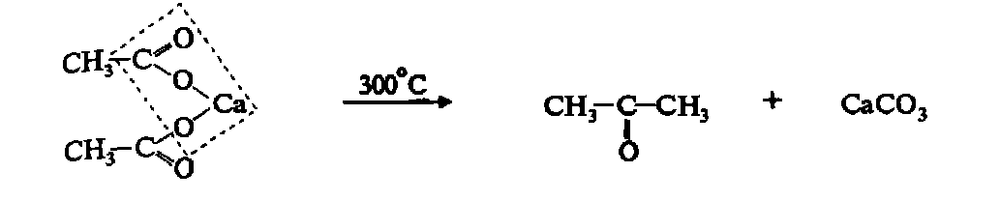 CH₃-C=O
O
Ca
O
CH₃-C=O
300°C
CH₃-C-CH₃ + CaCO₃
O